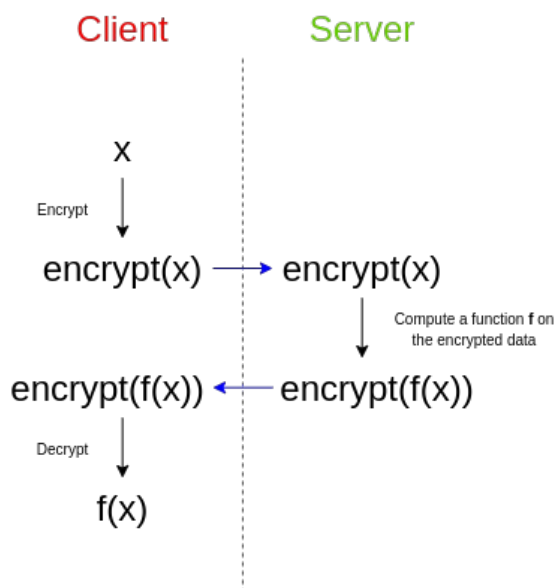 Client Server
x
Encrypt
encrypt(x) encrypt(x)
Compute a function f on
the encrypted data
encrypt(f(x)) encrypt(f(x))
Decrypt
f(x)